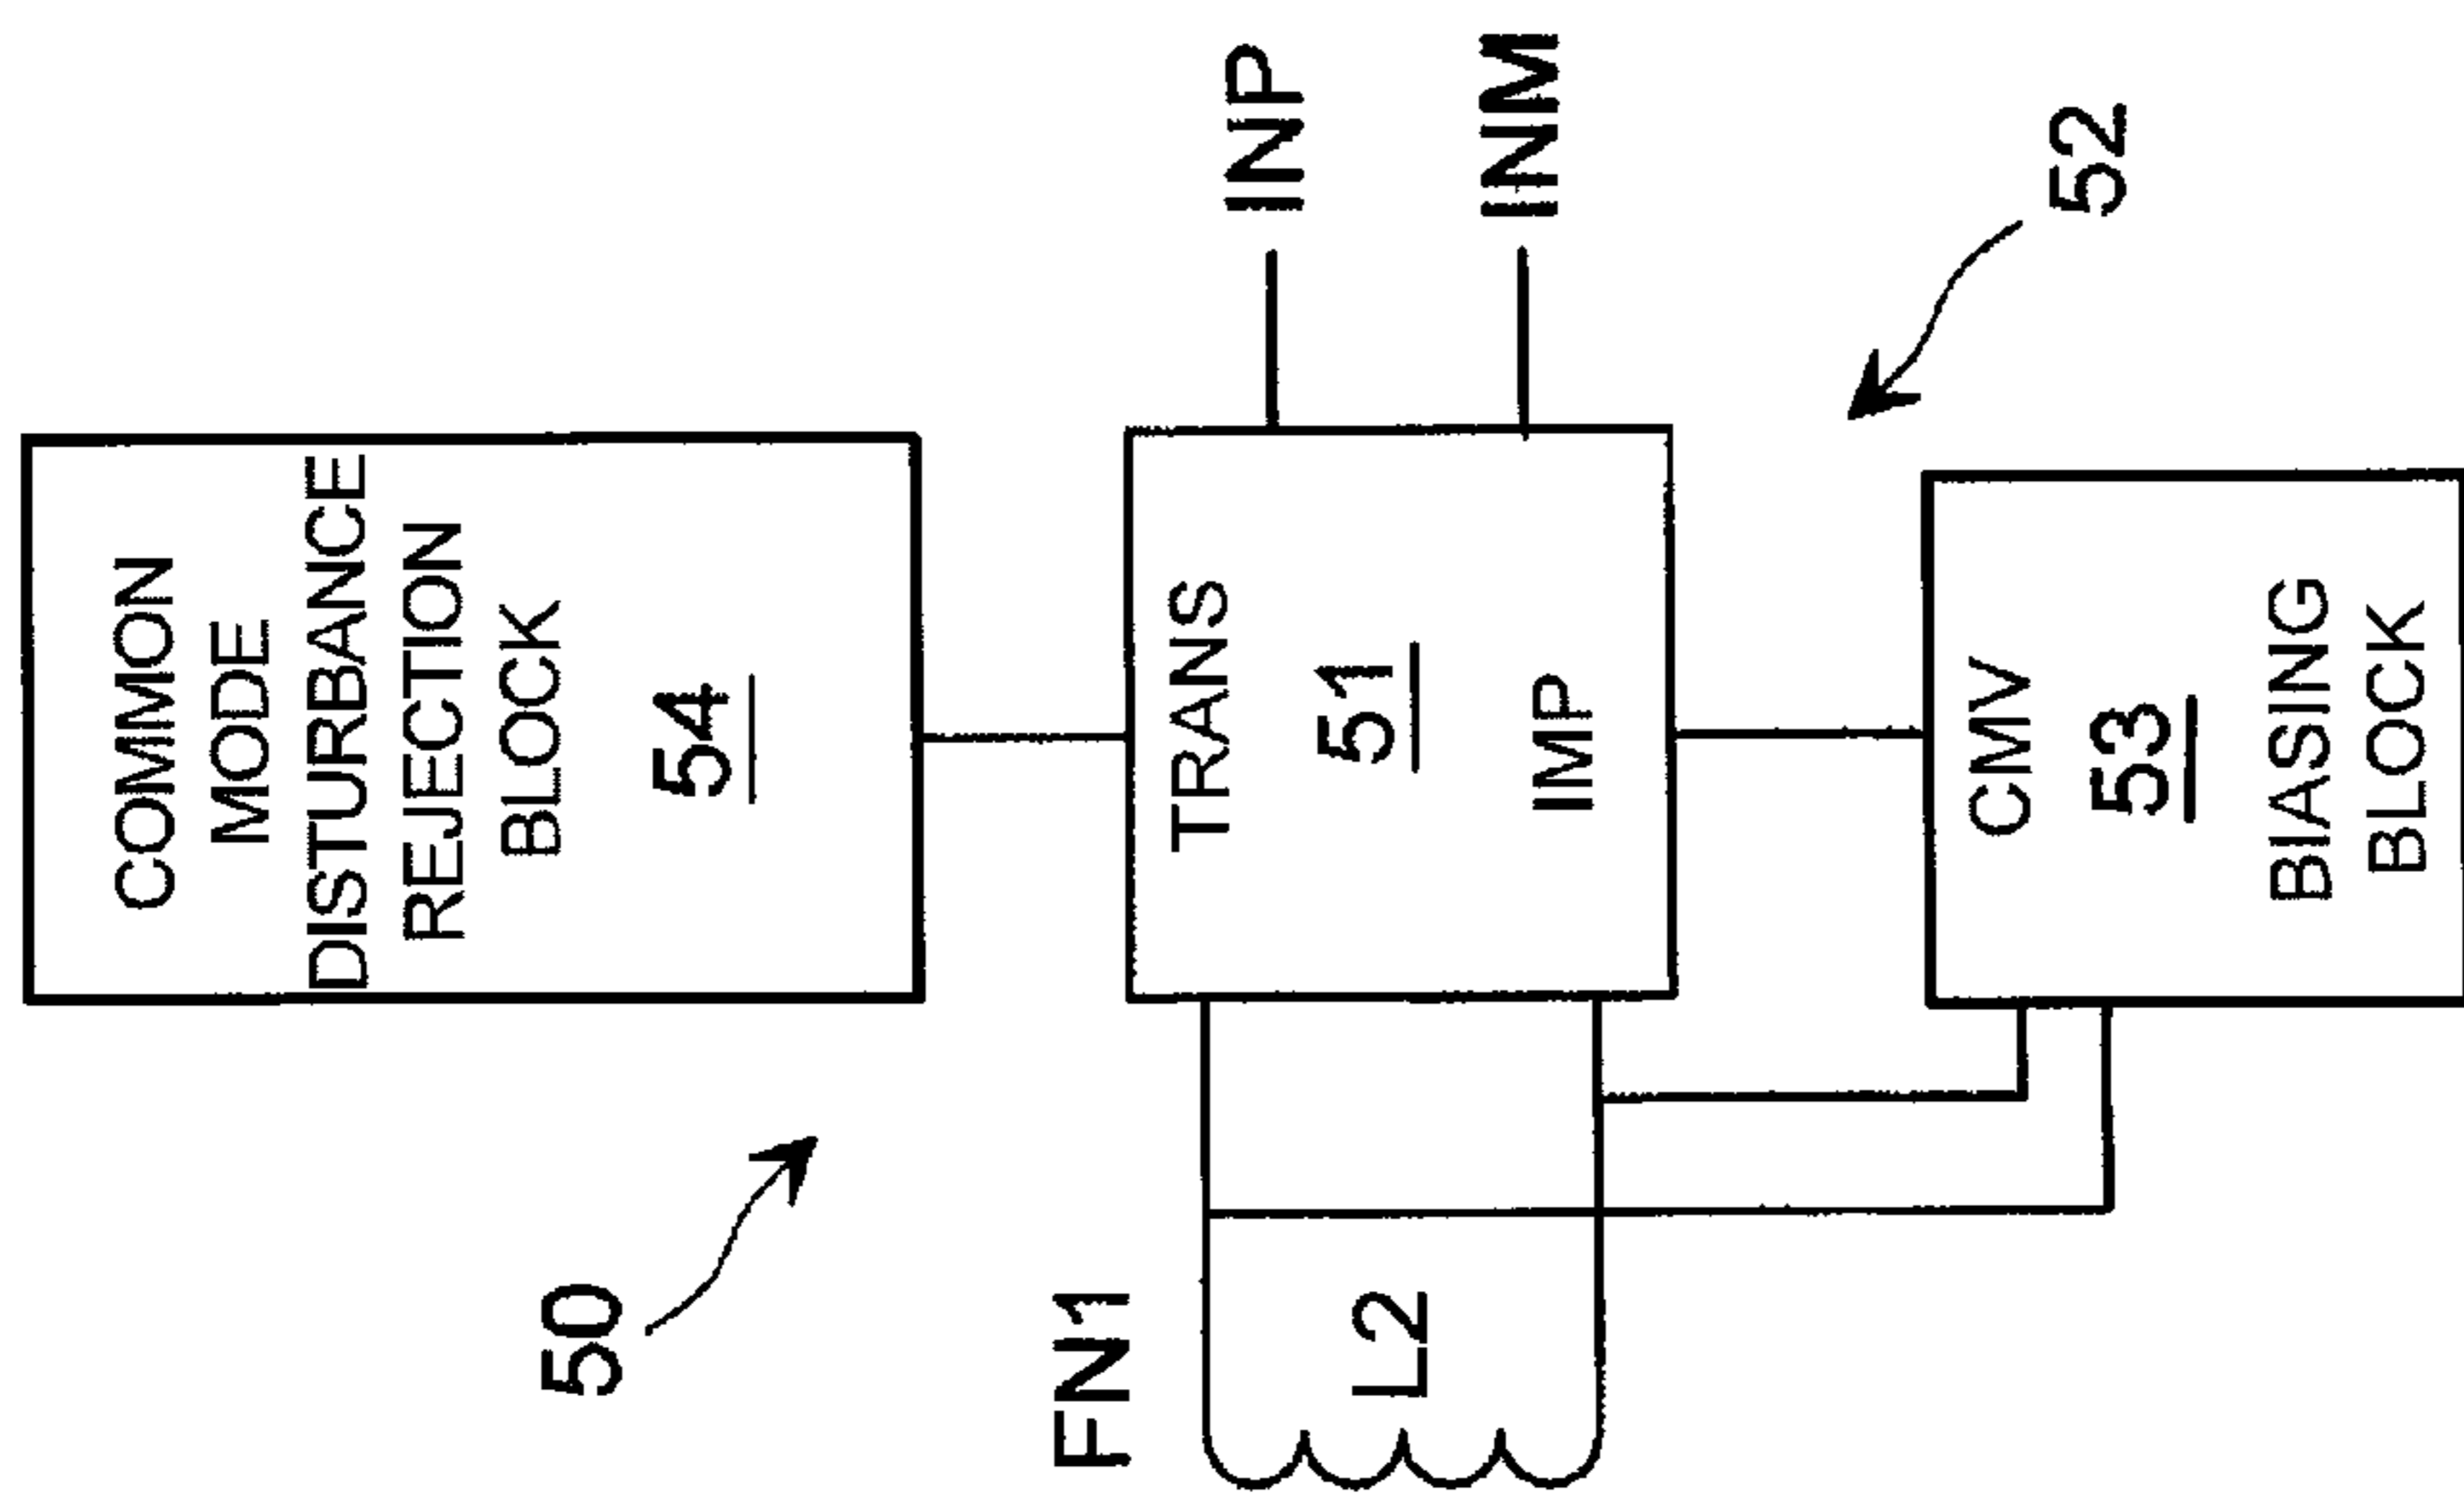 50
COMMON
MODE
DISTURBANCE
REJECTION
BLOCK
54
FN1
L2
TRANS
51
IMP
INP
INM
CMV
53
BIASING
BLOCK
52